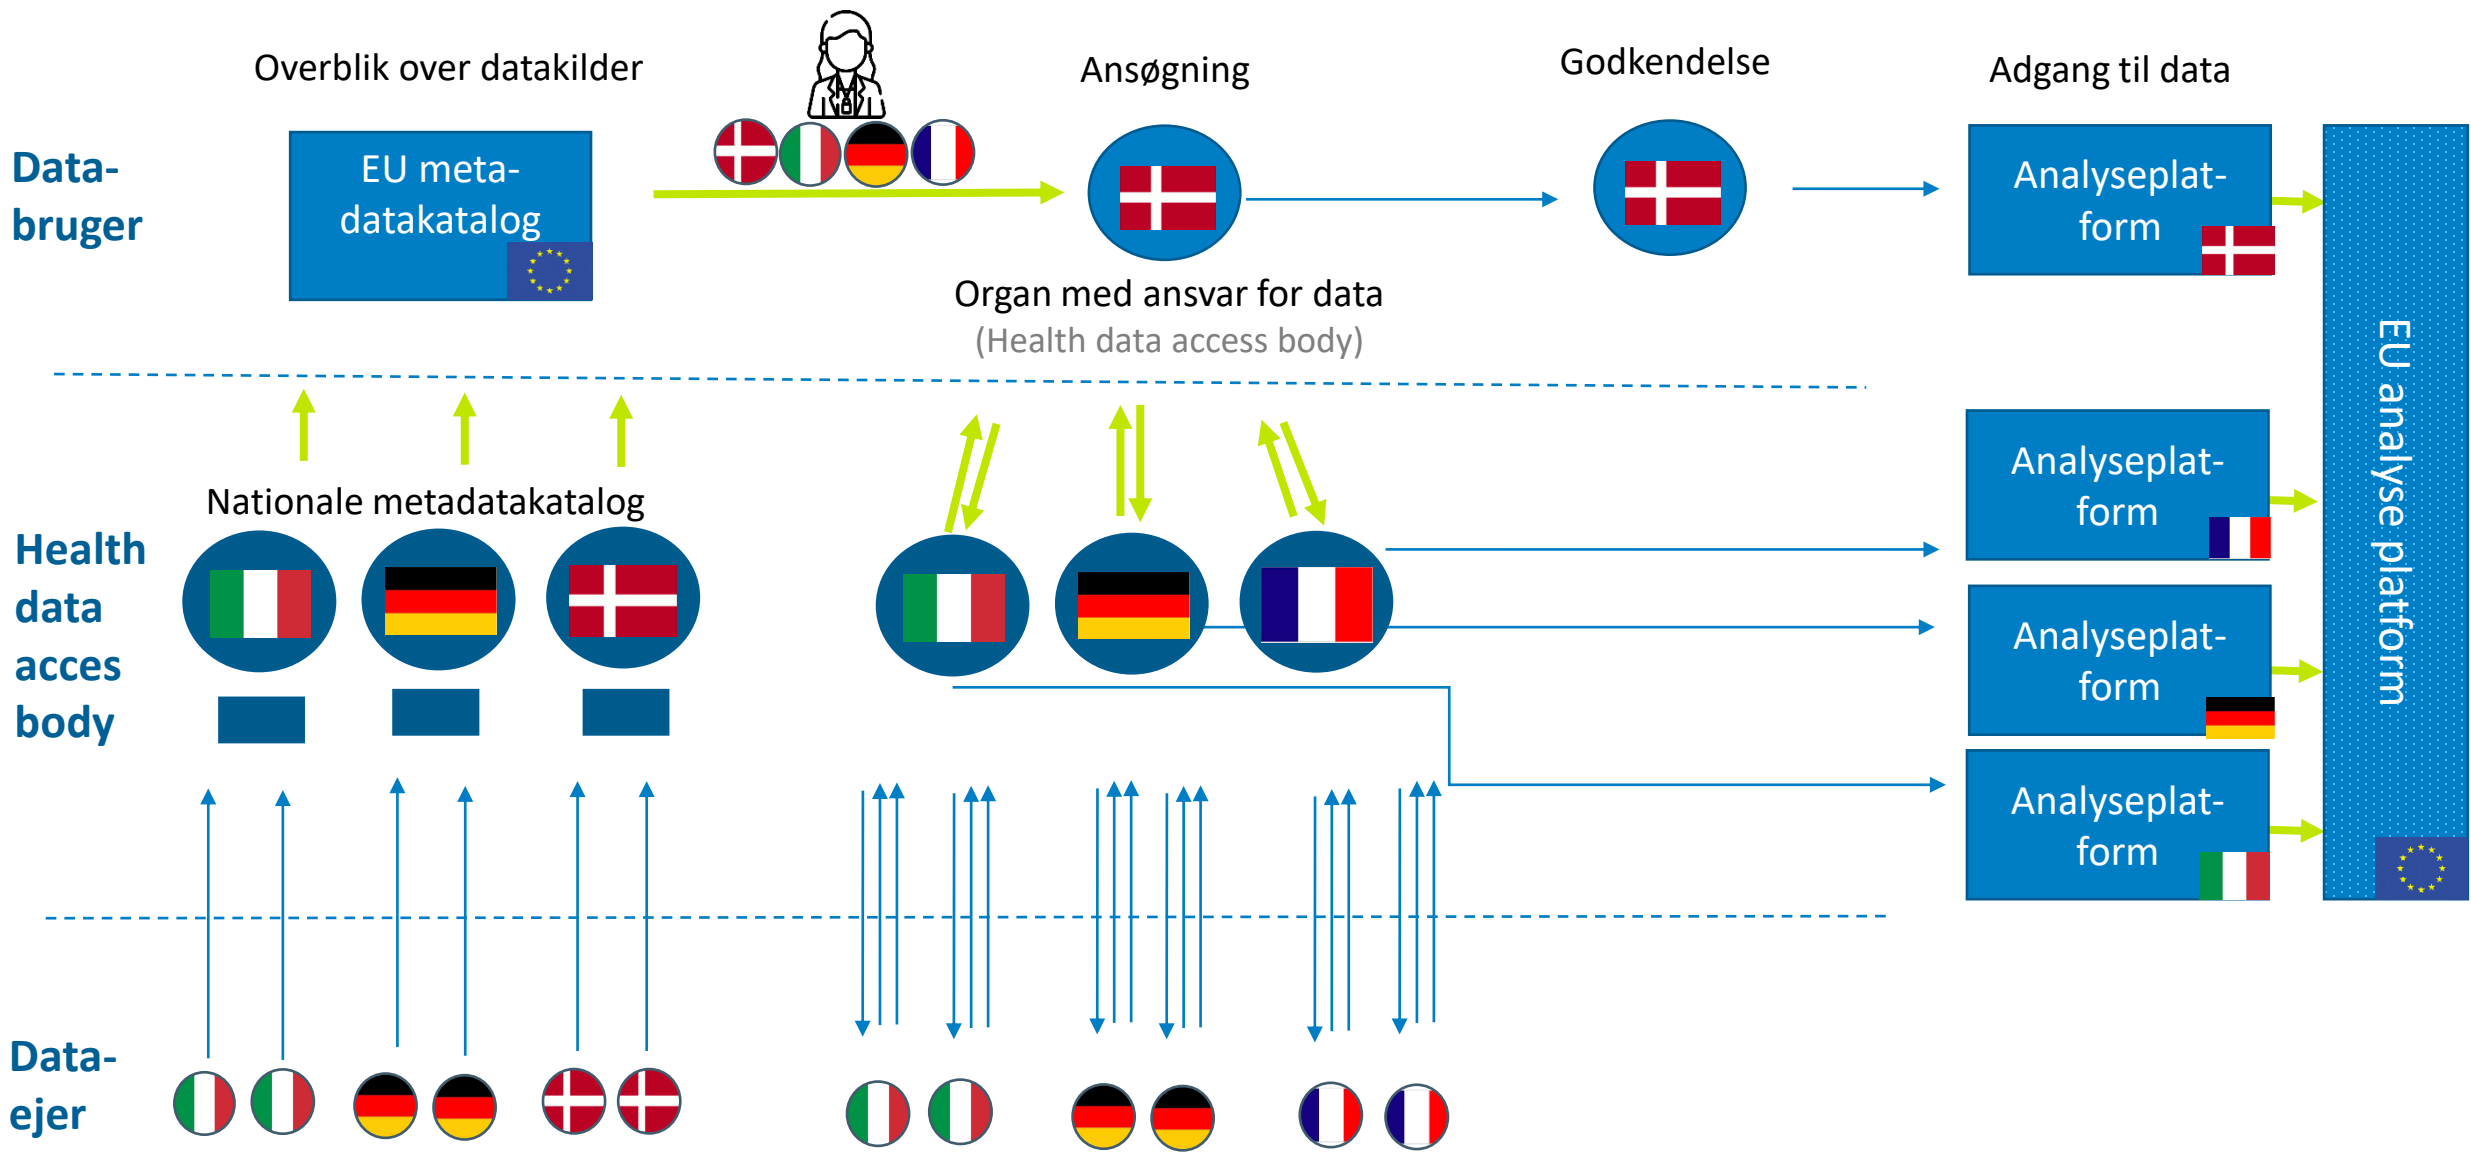 Overblik over datakilder
Ansøgning
Godkendelse
Adgang til data
Data-
bruger
EU meta-
datakatalog
Analyseplat-
form
Organ med ansvar for data
(Health data access body)
EU analyse platform
Health
data
acces
body
Nationale metadatakatalog
Analyseplat-
form
Analyseplat-
form
Analyseplat-
form
Data-
ejer